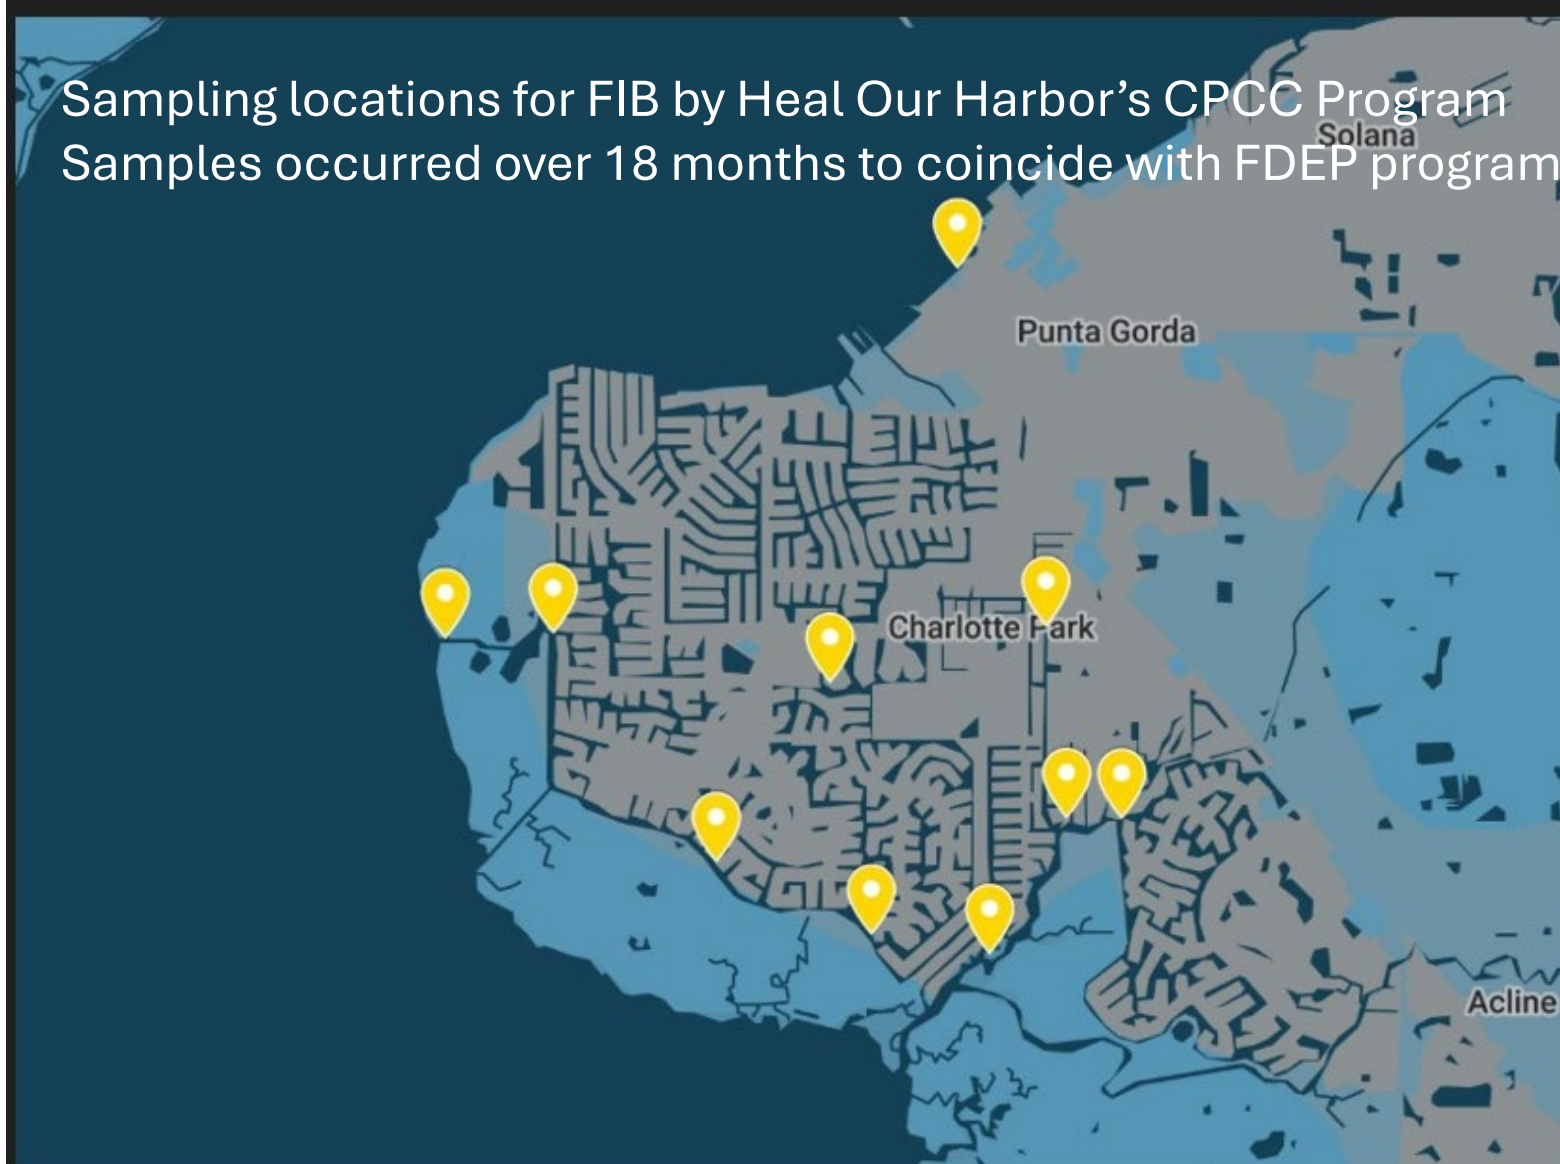 Sampling locations for FIB by Heal Our Harbor’s CPCC Program
Solana
Samples occurred over 18 months to coincide with FDEP program
Punta Gorda
Charlotte Park
Acline